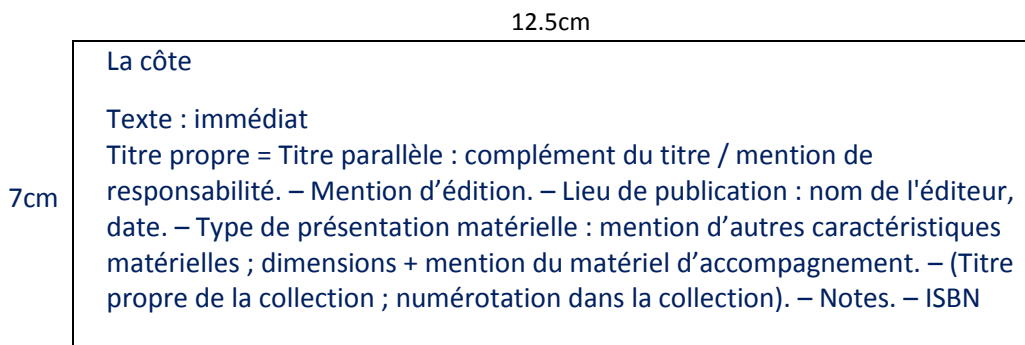 12.5cm
La côte
Texte : immédiat
Titre propre = Titre parallèle : complément du titre / mention de
7cm
responsabilité. – Mention d’édition. – Lieu de publication : nom de l'éditeur,
date. – Type de présentation matérielle : mention d’autres caractéristiques
matérielles ; dimensions + mention du matériel d’accompagnement. – (Titre
propre de la collection ; numérotation dans la collection). – Notes. – ISBN